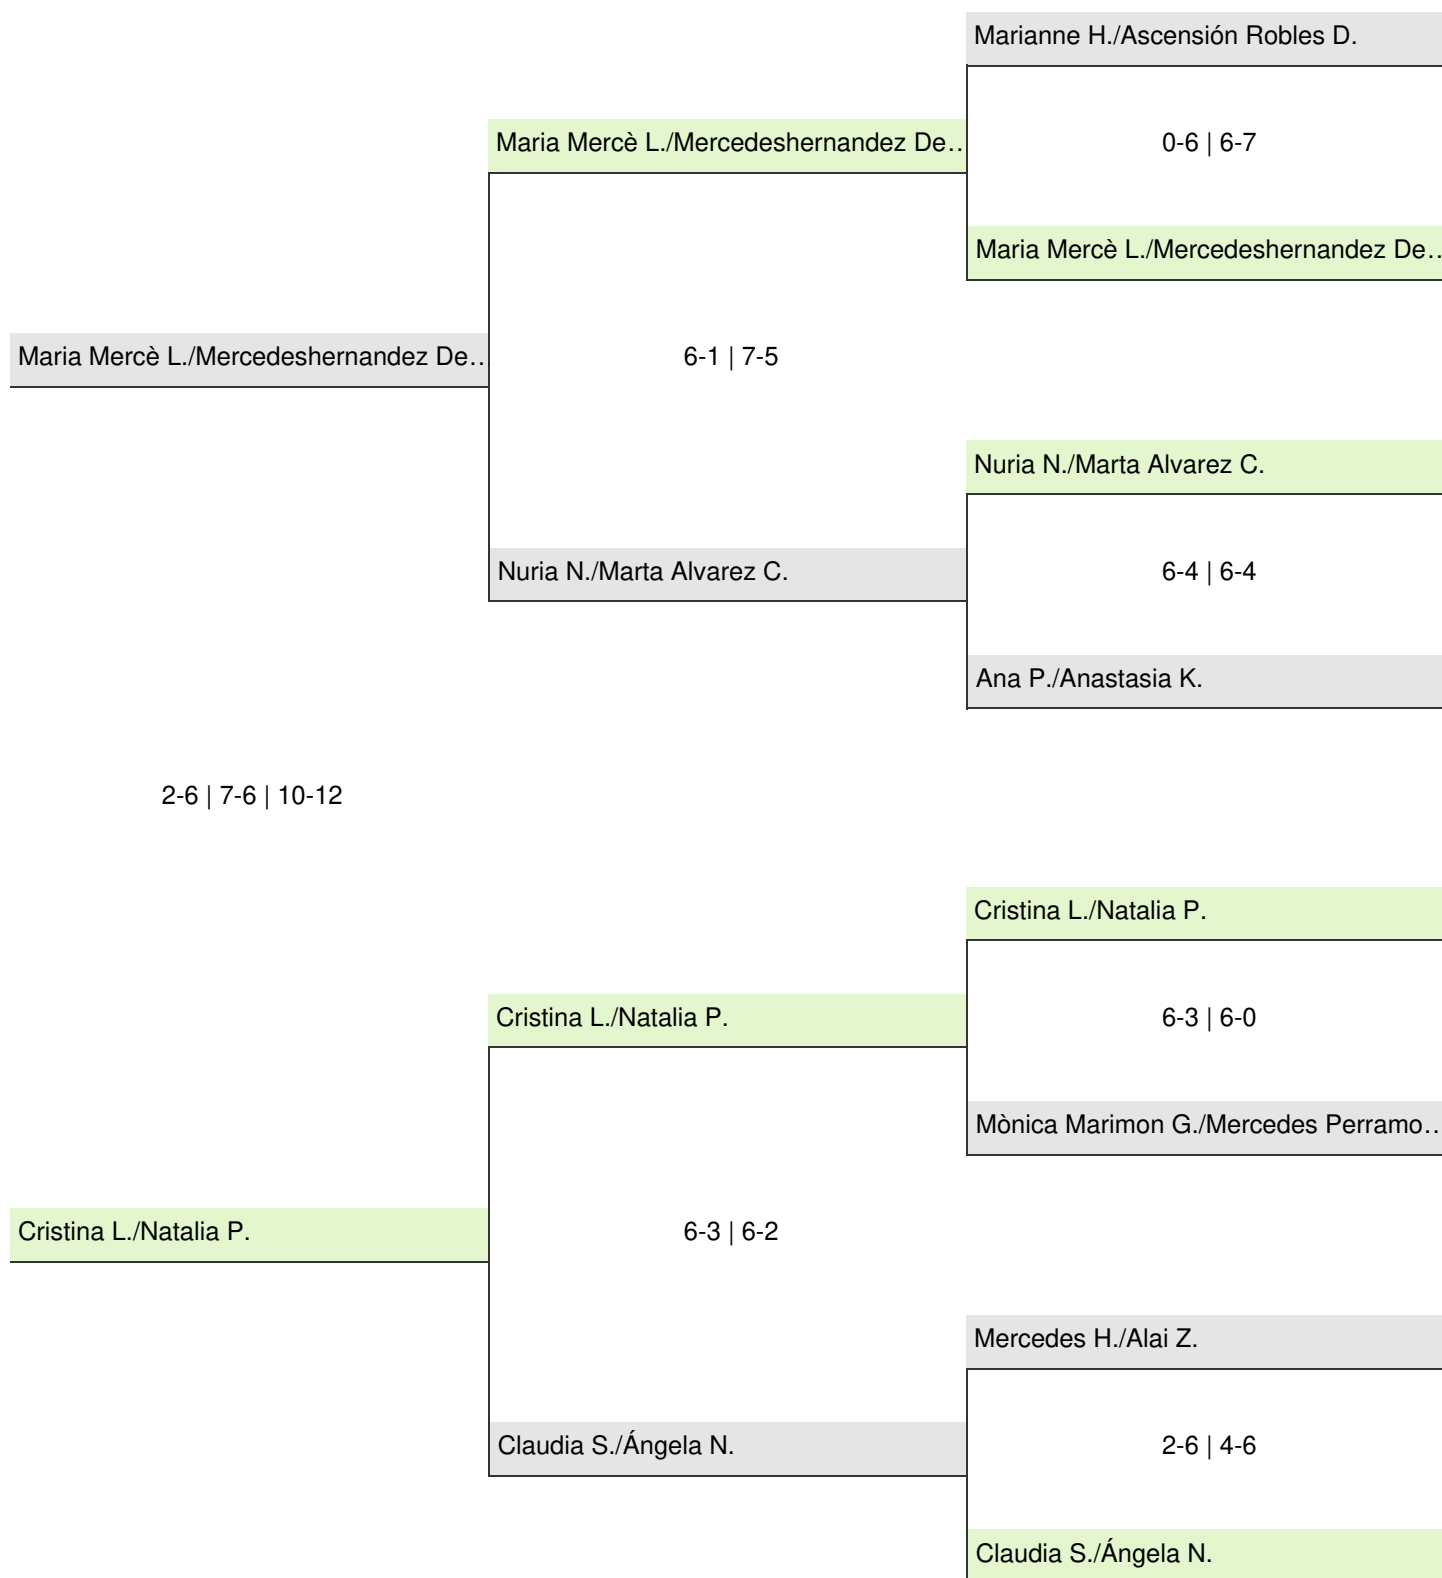 Marianne H./Ascensión Robles D.
Maria Mercè L./Mercedeshernandez De…
0-6 | 6-7
Maria Mercè L./Mercedeshernandez De…
Maria Mercè L./Mercedeshernandez De…
6-1 | 7-5
Nuria N./Marta Alvarez C.
Nuria N./Marta Alvarez C.
6-4 | 6-4
Ana P./Anastasia K.
2-6 | 7-6 | 10-12
Cristina L./Natalia P.
Cristina L./Natalia P.
6-3 | 6-0
Mònica Marimon G./Mercedes Perramo…
Cristina L./Natalia P.
6-3 | 6-2
Mercedes H./Alai Z.
Claudia S./Ángela N.
2-6 | 4-6
Claudia S./Ángela N.